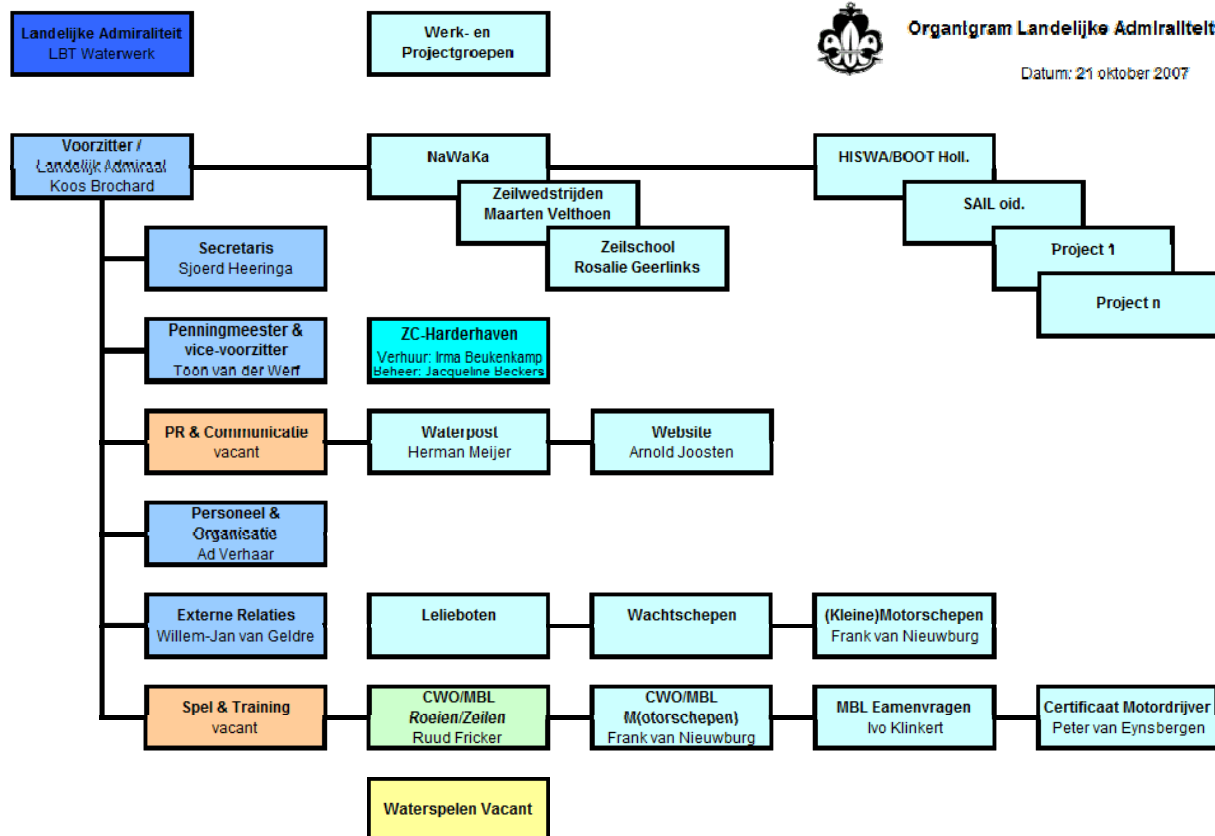 Landelijke Admiraliteit
LBT Waterwerk
Werk- en
Projectgroepen
Organigram Landelijke Admiraliteit
Datum: 21 oktober 2007
Voorzitter /
Landelijk Admiraal
Koos Brochard
NaWaKa
HISWA/BOOT Holl.
Zeilwedstrijden
Maarten Velthoen
SAIL oid.
Secretaris
Sjoerd Heeringa
Zeilschool
Rosalie Geerlinks
Project 1
Project n
Penningmeester &
vice-voorzitter
Toon van der Werf
ZC-Harderhaven
Verhuur: Irma Beukenkamp
Beheer: Jacqueline Beckers
PR & Communicatie
vacant
Waterpost
Herman Meijer
Website
Arnold Joosten
Personeel &
Organisatie
Ad Verhaar
Externe Relaties
Willem-Jan van Geldre
Lelieboten
Wachtschepen
(Kleine)Motorschepen
Frank van Nieuwburg
Spel & Training
vacant
CWO/MBL
Roeien/Zeilen
Ruud Fricker
CWO/MBL
M(otorschepen)
Frank van Nieuwburg
MBL Eamenvragen
Ivo Klinkert
Certificaat Motordrijver
Peter van Eynsbergen
Waterspelen Vacant